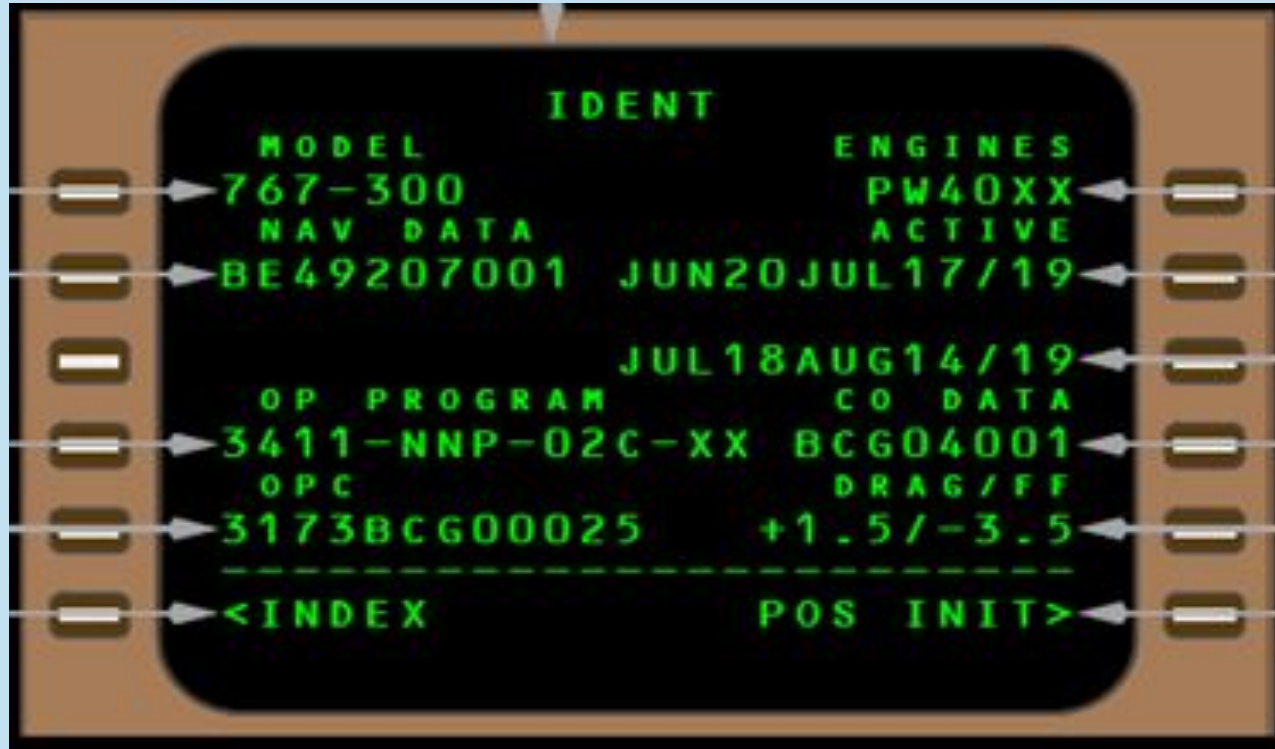 IDENT
MODEL ENGINES
767-300 PW40XX
NAV DATA ACTIVE
BE49207001 JUN20JUL17/19
JUL18AUG14/19
OP PROGRAM CO DATA
3411-NNP-02C-XX BCG04001
OPC DRAG/FF
3173BCG00025 +1.5/-3.5
------------------------
<INDEX POS INIT>